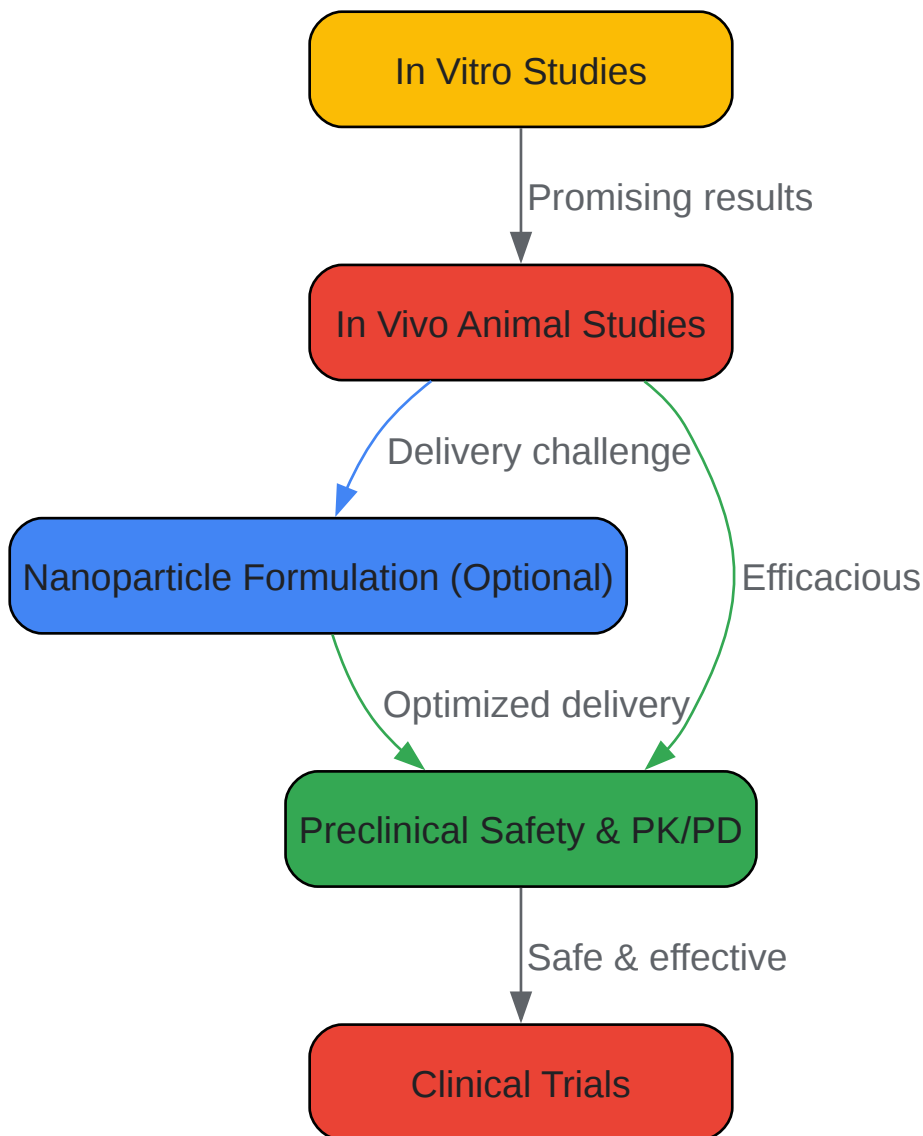 In Vitro Studies
Promising results
In Vivo Animal Studies
Delivery challenge
Nanoparticle Formulation (Optional)
Efficacious
Optimized delivery
Preclinical Safety & PK/PD
Safe & effective
Clinical Trials